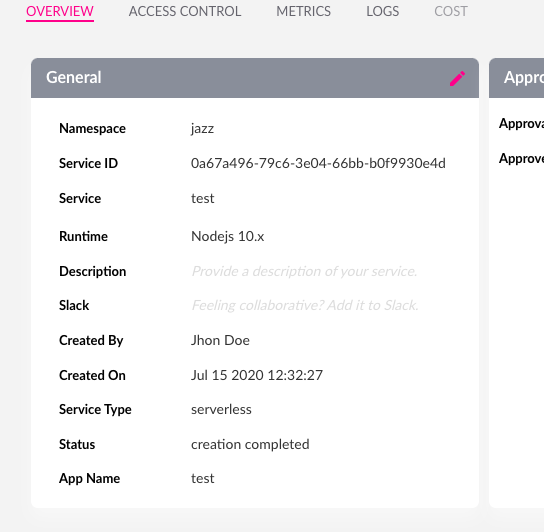 OVERVIEW ACCESS CONTROL METRICS LOGS COST
General
Namespace jazz
Service ID 0a67a496-79c6-3e04-66bb-b0f9930e4d
Service test
Runtime Nodejs 10.x
Description Provide a description of your service.
Slack Feeling collaborative? Add it to Slack.
Created By Jhon Doe
Created On Jul 15 2020 12:32:27
Service Type serverless
Status creation completed
App Name test
Appro
Approva
Approve